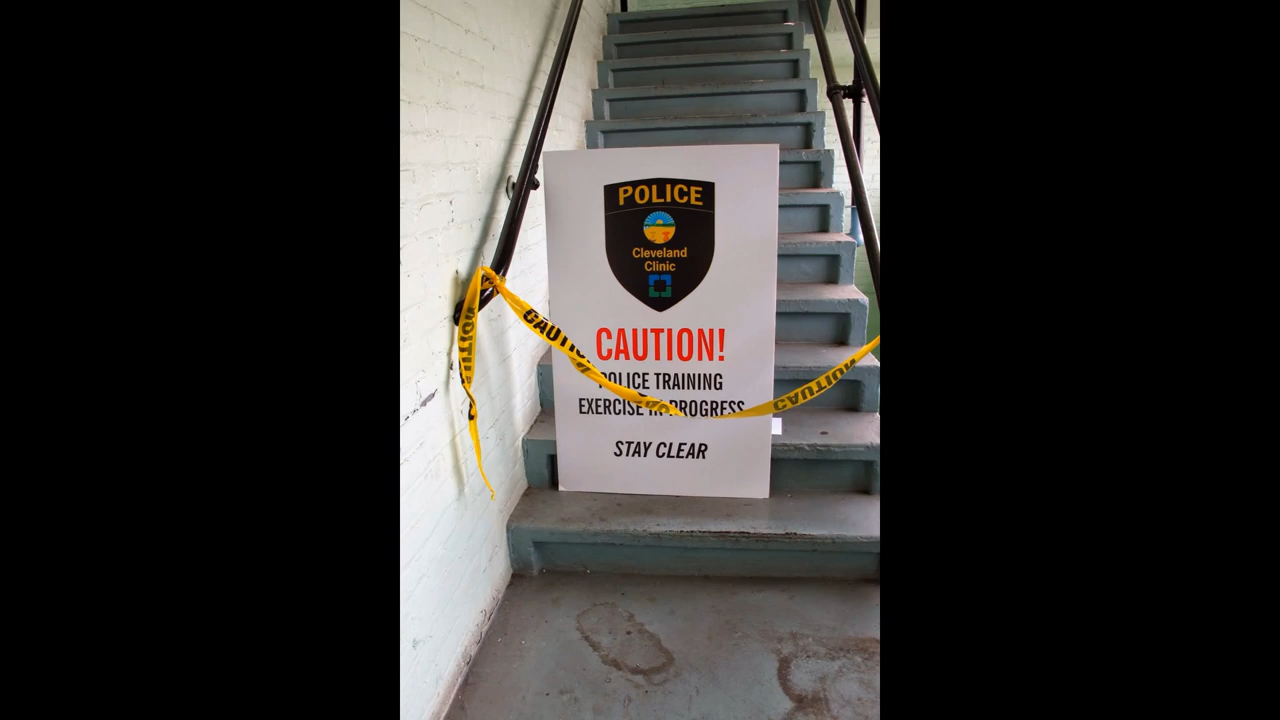 POLICE
Cleveland
Clinic
CAUTION!
POLICE TRAINING
EXERCISE IN PROGRESS
STAY CLEAR
CAUTION
CAUTION
CAUTION